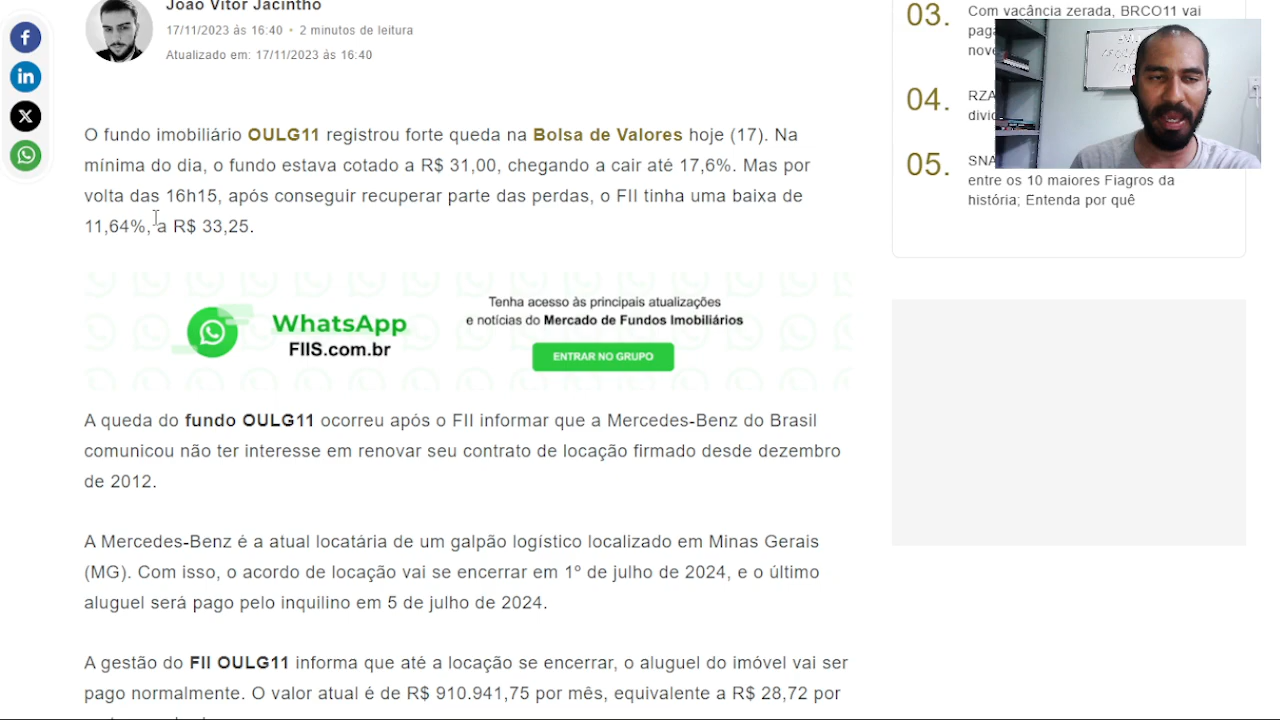 João Vitor Jacintho
17/11/2023 às 16:40 • 2 minutos de leitura
Atualizado em: 17/11/2023 às 16:40
O fundo imobiliário OULG11 registrou forte queda na Bolsa de Valores hoje (17). Na
mínima do dia, o fundo estava cotado a R$ 31,00, chegando a cair até 17,6%. Mas por
volta das 16h15, após conseguir recuperar parte das perdas, o FII tinha uma baixa de
11,64%, a R$ 33,25.
WhatsApp
FIIS.com.br
Tenha acesso às principais atualizações
e notícias do Mercado de Fundos Imobiliários
ENTRAR NO GRUPO
A queda do fundo OULG11 ocorreu após o FII informar que a Mercedes-Benz do Brasil
comunicou não ter interesse em renovar seu contrato de locação firmado desde dezembro
de 2012.
A Mercedes-Benz é a atual locatária de um galpão logístico localizado em Minas Gerais
(MG). Com isso, o acordo de locação vai se encerrar em 1º de julho de 2024, e o último
aluguel será pago pelo inquilino em 5 de julho de 2024.
A gestão do FII OULG11 informa que até a locação se encerrar, o aluguel do imóvel vai ser
pago normalmente. O valor atual é de R$ 910.941,75 por mês, equivalente a R$ 28,72 por
03.
Com vacância zerada, BRCO11 vai
04.
05.
entre os 10 maiores Fiagros da
história; Entenda por quê